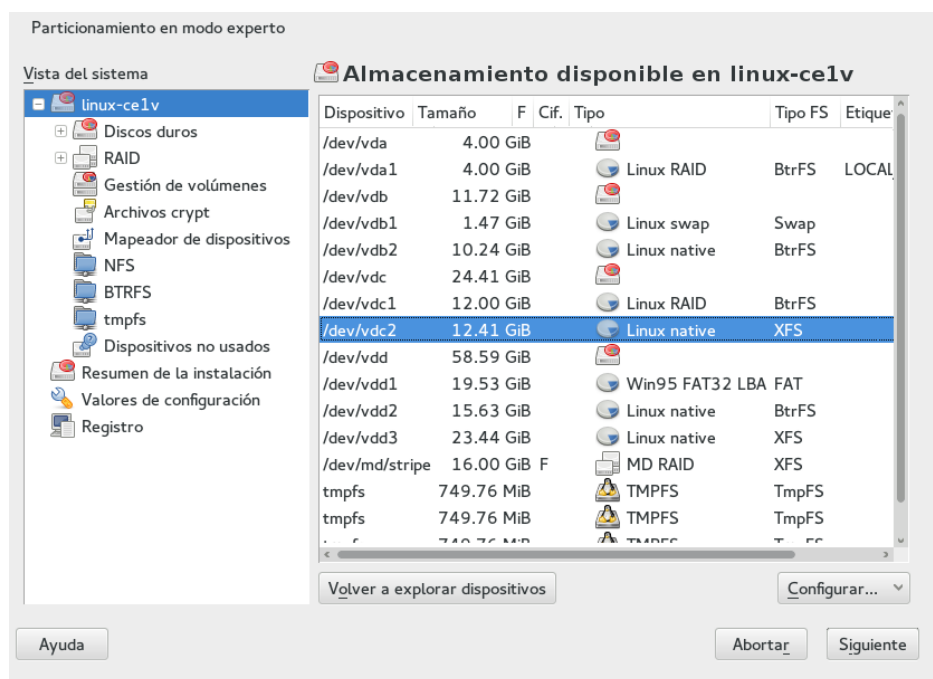 Particionamiento en modo experto
Vista del sistema
linux-ce1v
Discos duros
RAID
Gestión de volúmenes
Archivos crypt
Mapeador de dispositivos
NFS
BTRFS
tmpfs
Dispositivos no usados
Resumen de la instalación
Valores de configuración
Registro
Almacenamiento disponible en linux-ce1v
Dispositivo Tamaño F Cif. Tipo Tipo FS Etique
/dev/vda 4.00 GiB
/dev/vda1 4.00 GiB Linux RAID BtrFS LOCAL
/dev/vdb 11.72 GiB
/dev/vdb1 1.47 GiB Linux swap Swap
/dev/vdb2 10.24 GiB Linux native BtrFS
/dev/vdc 24.41 GiB
/dev/vdc1 12.00 GiB Linux RAID BtrFS
/dev/vdc2 12.41 GiB Linux native XFS
/dev/vdd 58.59 GiB
/dev/vdd1 19.53 GiB Win95 FAT32 LBA FAT
/dev/vdd2 15.63 GiB Linux native BtrFS
/dev/vdd3 23.44 GiB Linux native XFS
/dev/md/stripe 16.00 GiB F MD RAID XFS
tmpfs 749.76 MiB TMPFS TmpFS
tmpfs 749.76 MiB TMPFS TmpFS
Volver a explorar dispositivos
Configurar...
Ayuda
Abortar
Siguiente